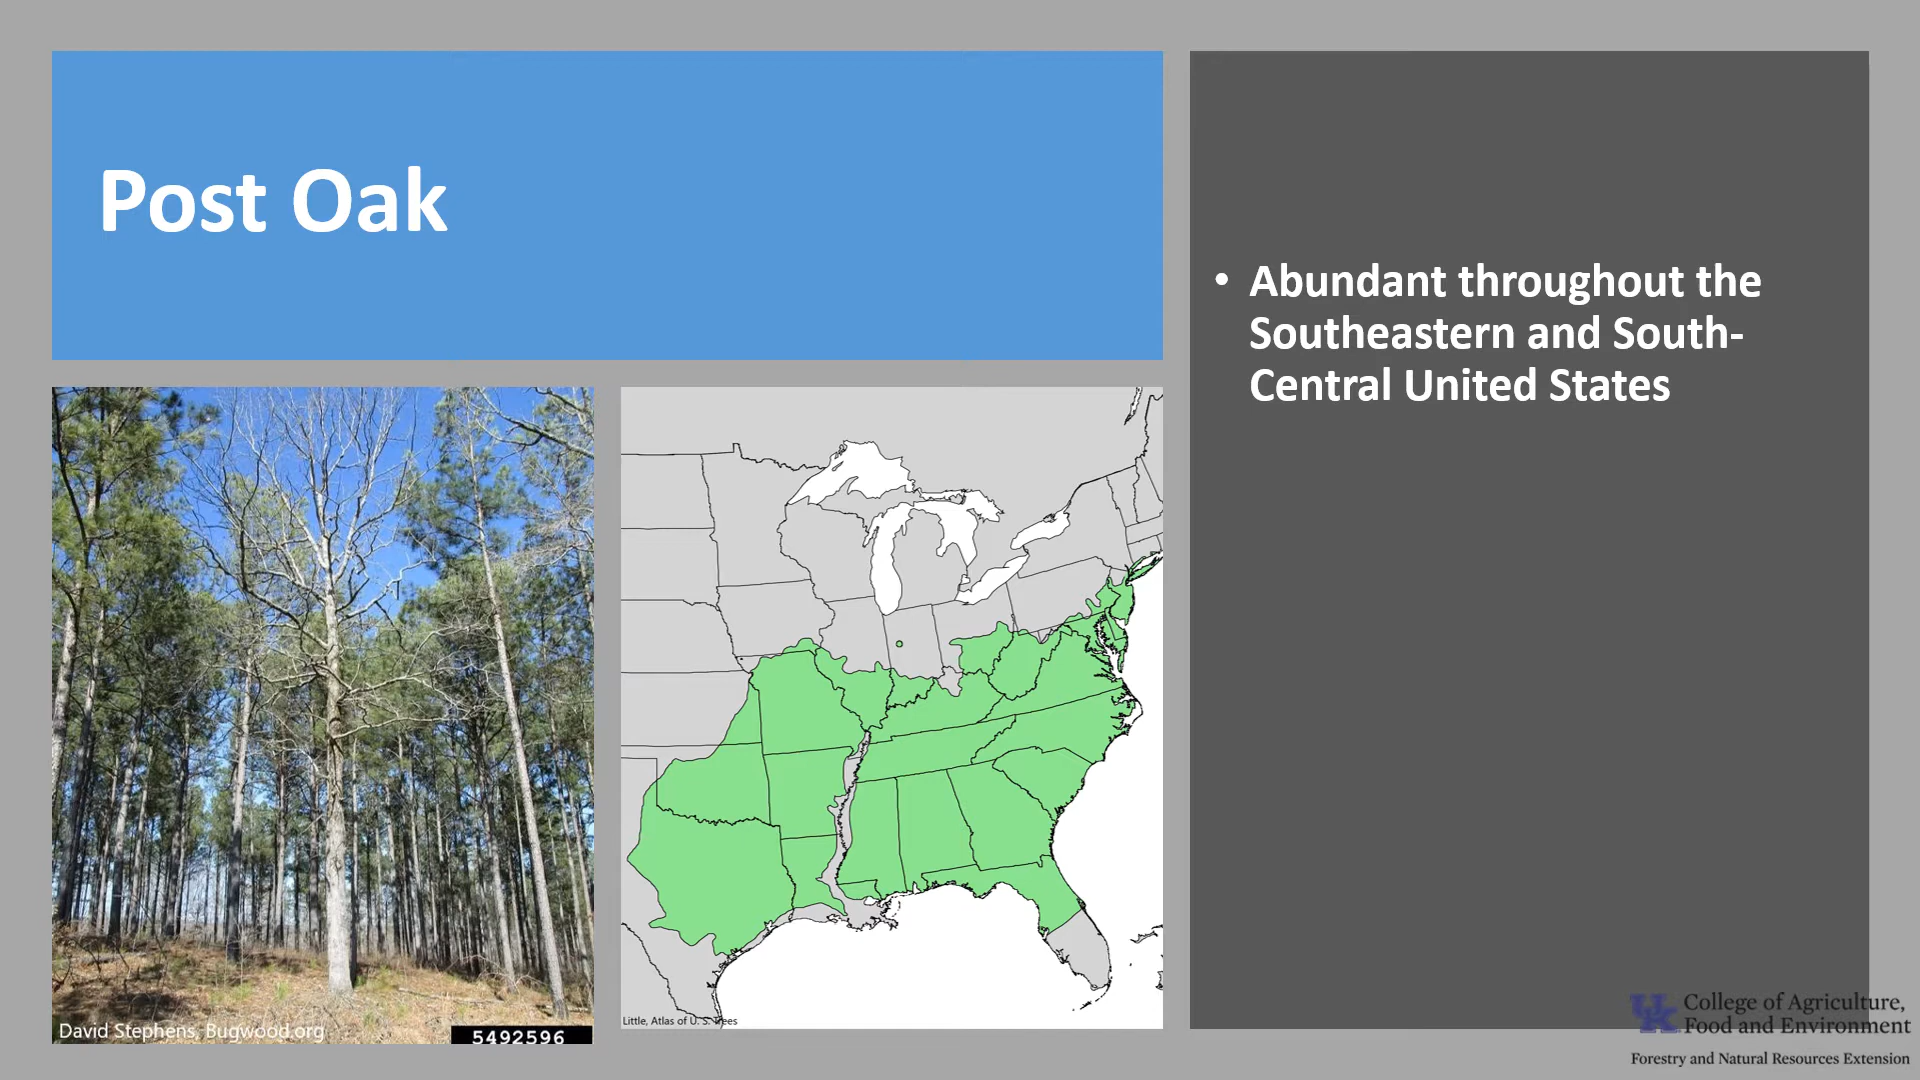 Post Oak
• Abundant throughout the
Southeastern and South-
Central United States
David Stephens, Bugwood.org
5492596
Little, Atlas of U. S. Trees
UK
College of Agriculture,
Food and Environment
Forestry and Natural Resources Extension